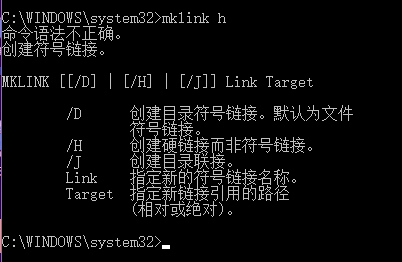 C:\WINDOWS\system32>mklink h
命令语法不正确。
创建符号链接。
MKLINK [[/D] | [/H] | [/J]] Link Target
/D 创建目录符号链接。默认为文件
符号链接。
/H 创建硬链接而非符号链接。
/J 创建目录联接。
Link 指定新的符号链接名称。
Target 指定新链接引用的路径
(相对或绝对)。
C:\WINDOWS\system32>